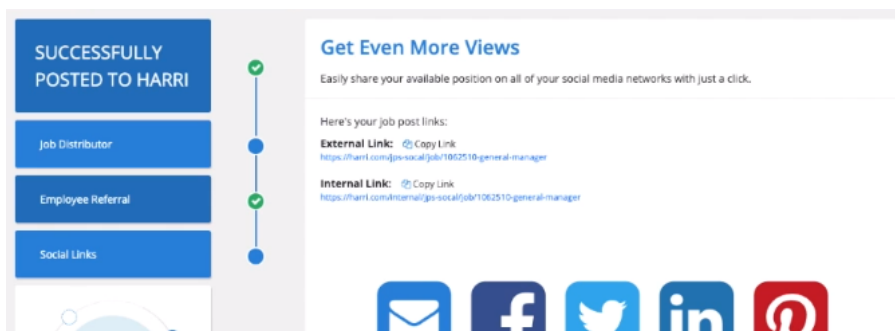 SUCCESSFULLY
POSTED TO HARRI
Job Distributor
Employee Referral
Social Links
Get Even More Views
Easily share your available position on all of your social media networks with just a click.
Here's your job post links:
External Link: Copy Link
https://harri.com/jps-socal/job/1062510-general-manager
Internal Link: Copy Link
https://harri.com/internal/jps-socal/job/1062510-general-manager